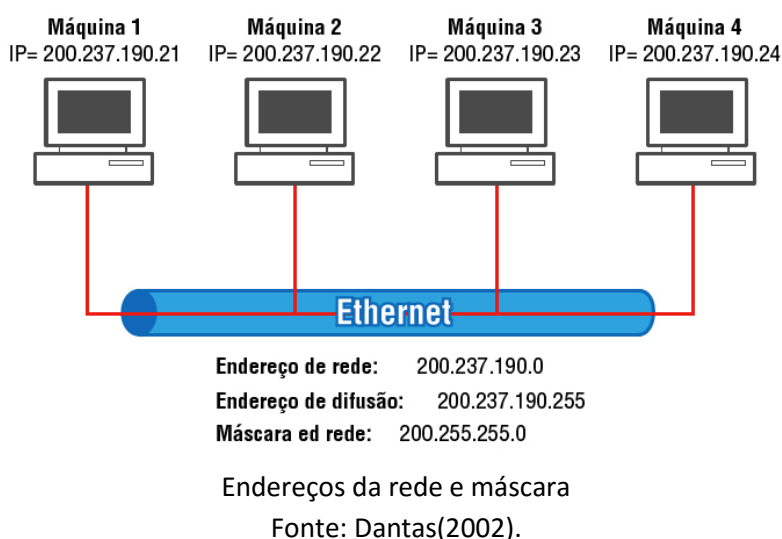 Máquina 1 Máquina 2 Máquina 3 Máquina 4
IP= 200.237.190.21 IP= 200.237.190.22 IP= 200.237.190.23 IP= 200.237.190.24
Ethernet
Endereço de rede: 200.237.190.0
Endereço de difusão: 200.237.190.255
Máscara ed rede: 200.255.255.0
Endereços da rede e máscara
Fonte: Dantas(2002).